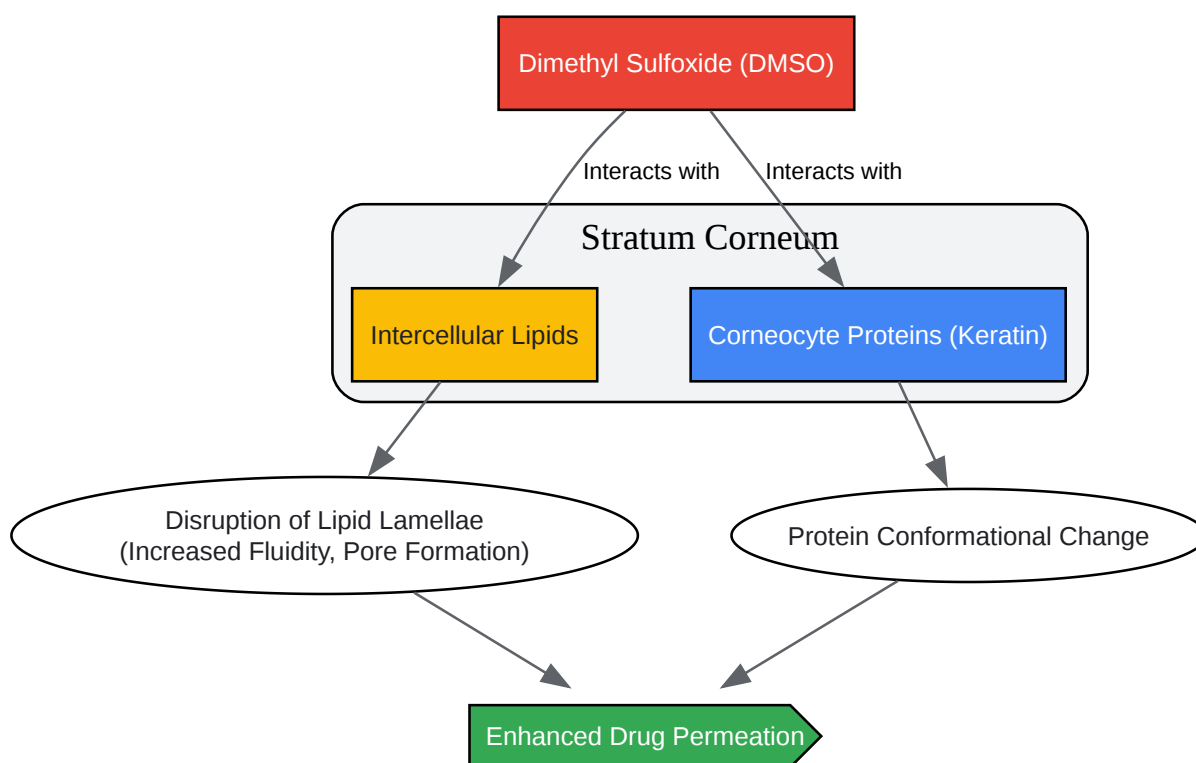 Dimethyl Sulfoxide (DMSO)
Interacts with
Interacts with
Stratum Corneum
Intercellular Lipids
Corneocyte Proteins (Keratin)
Disruption of Lipid Lamellae
(Increased Fluidity, Pore Formation)
Protein Conformational Change
Enhanced Drug Permeation